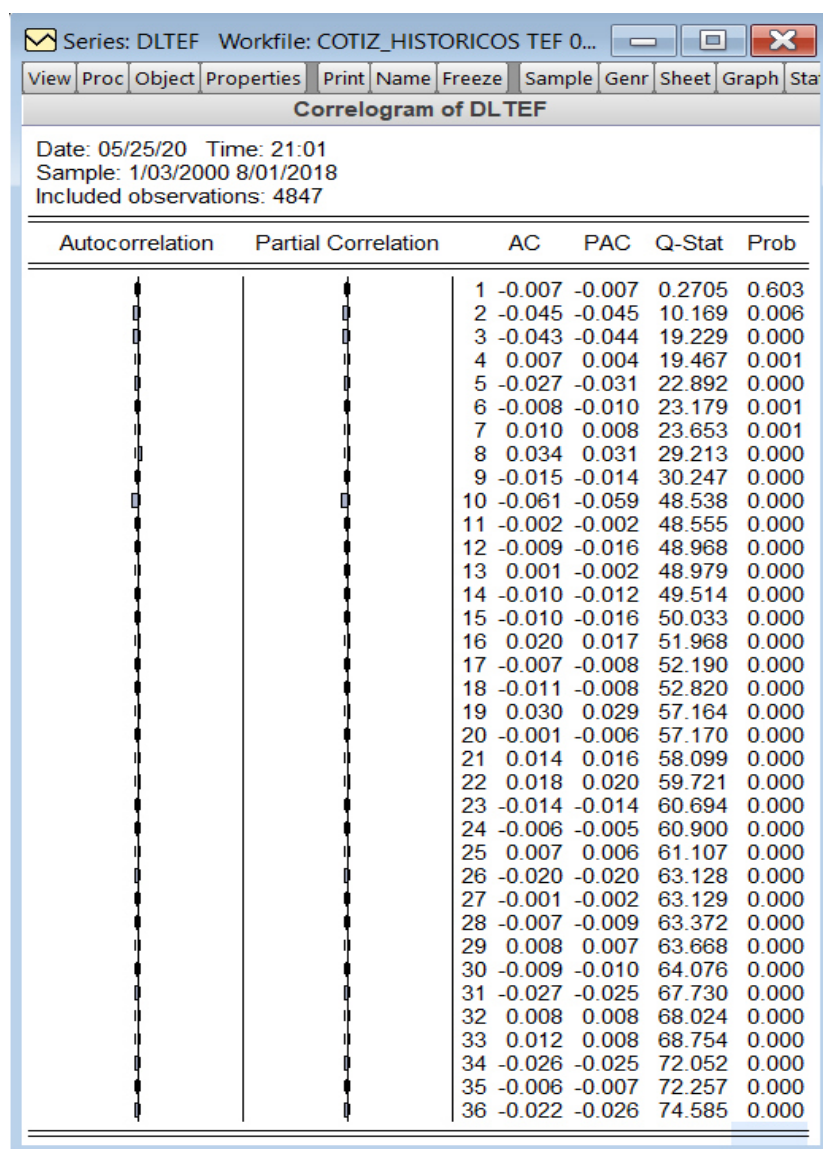 Series: DLTEF Workfile: COTIZ_HISTORICOS TEF 0...
View Proc Object Properties Print Name Freeze Sample Genr Sheet Graph Sta
Correlogram of DLTEF
Date: 05/25/20 Time: 21:01
Sample: 1/03/2000 8/01/2018
Included observations: 4847
Autocorrelation Partial Correlation AC PAC Q-Stat Prob
1 -0.007 -0.007 0.2705 0.603
2 -0.045 -0.045 10.169 0.006
3 -0.043 -0.044 19.229 0.000
4 0.007 0.004 19.467 0.001
5 -0.027 -0.031 22.892 0.000
6 -0.008 -0.010 23.179 0.001
7 0.010 0.008 23.653 0.001
8 0.034 0.031 29.213 0.000
9 -0.015 -0.014 30.247 0.000
10 -0.061 -0.059 48.538 0.000
11 -0.002 -0.002 48.555 0.000
12 -0.009 -0.016 48.968 0.000
13 0.001 -0.002 48.979 0.000
14 -0.010 -0.012 49.514 0.000
15 -0.010 -0.016 50.033 0.000
16 0.020 0.017 51.968 0.000
17 -0.007 -0.008 52.190 0.000
18 -0.011 -0.008 52.820 0.000
19 0.030 0.029 57.164 0.000
20 -0.001 -0.006 57.170 0.000
21 0.014 0.016 58.099 0.000
22 0.018 0.020 59.721 0.000
23 -0.014 -0.014 60.694 0.000
24 -0.006 -0.005 60.900 0.000
25 0.007 0.006 61.107 0.000
26 -0.020 -0.020 63.128 0.000
27 -0.001 -0.002 63.129 0.000
28 -0.007 -0.009 63.372 0.000
29 0.008 0.007 63.668 0.000
30 -0.009 -0.010 64.076 0.000
31 -0.027 -0.025 67.730 0.000
32 0.008 0.008 68.024 0.000
33 0.012 0.008 68.754 0.000
34 -0.026 -0.025 72.052 0.000
35 -0.006 -0.007 72.257 0.000
36 -0.022 -0.026 74.585 0.000